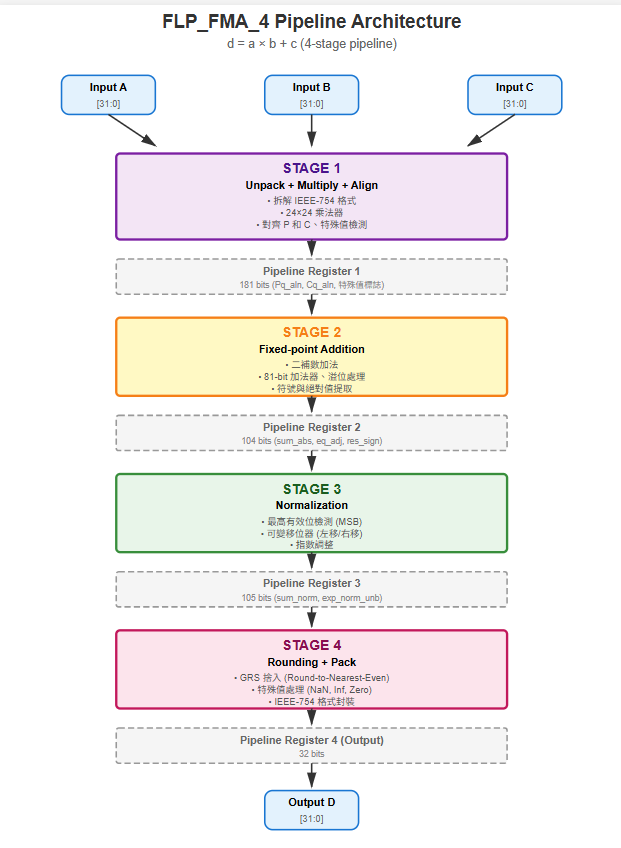 FLP_FMA_4 Pipeline Architecture
d = a × b + c (4-stage pipeline)
Input A
[31:0]
Input B
[31:0]
Input C
[31:0]
STAGE 1
Unpack + Multiply + Align
• 拆解 IEEE-754 格式
• 24×24 乘法器
• 對齊 P 和 C、特殊值檢測
Pipeline Register 1
181 bits (Pq_aln, Cq_aln, 特殊值標誌)
STAGE 2
Fixed-point Addition
• 二補數加法
• 81-bit 加法器、溢位處理
• 符號與絕對值提取
Pipeline Register 2
104 bits (sum_abs, eq_adj, res_sign)
STAGE 3
Normalization
• 最高有效位檢測 (MSB)
• 可變移位器 (左移/右移)
• 指數調整
Pipeline Register 3
105 bits (sum_norm, exp_norm_unb)
STAGE 4
Rounding + Pack
• GRS 捨入 (Round-to-Nearest-Even)
• 特殊值處理 (NaN, Inf, Zero)
• IEEE-754 格式封裝
Pipeline Register 4 (Output)
32 bits
Output D
[31:0]